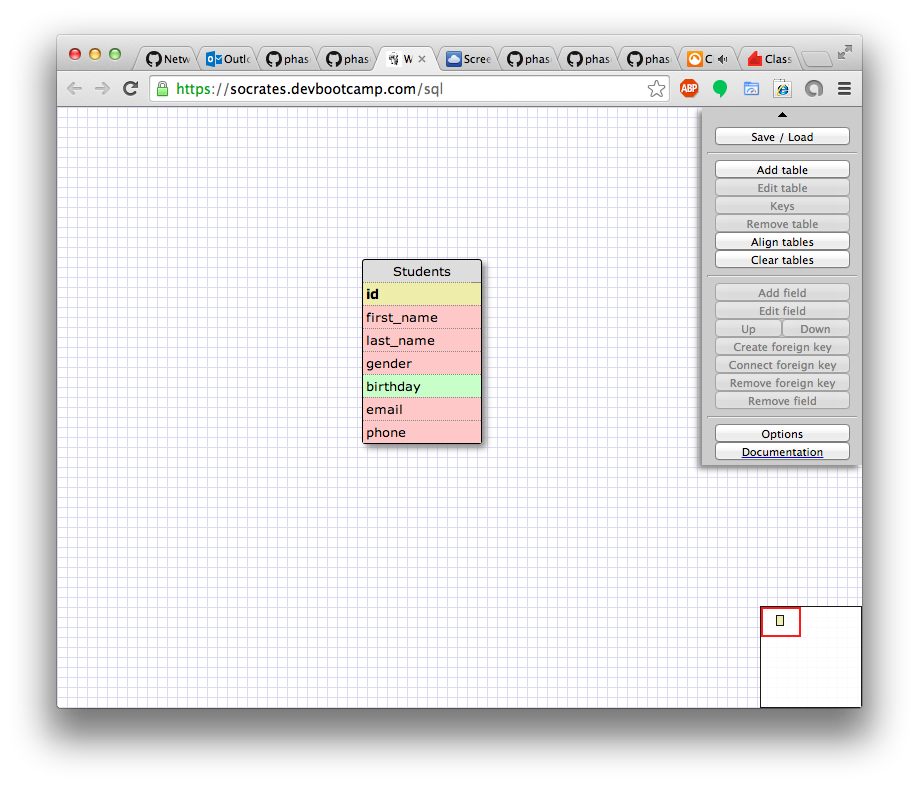 Netw
Outlo
phas
phas
W
Scree
phas
phas
phas
C
Class
https://socrates.devbootcamp.com/sql
ABP
Save / Load
Add table
Edit table
Keys
Remove table
Align tables
Clear tables
Add field
Edit field
Up Down
Create foreign key
Connect foreign key
Remove foreign key
Remove field
Options
Documentation
Students
id
first_name
last_name
gender
birthday
email
phone